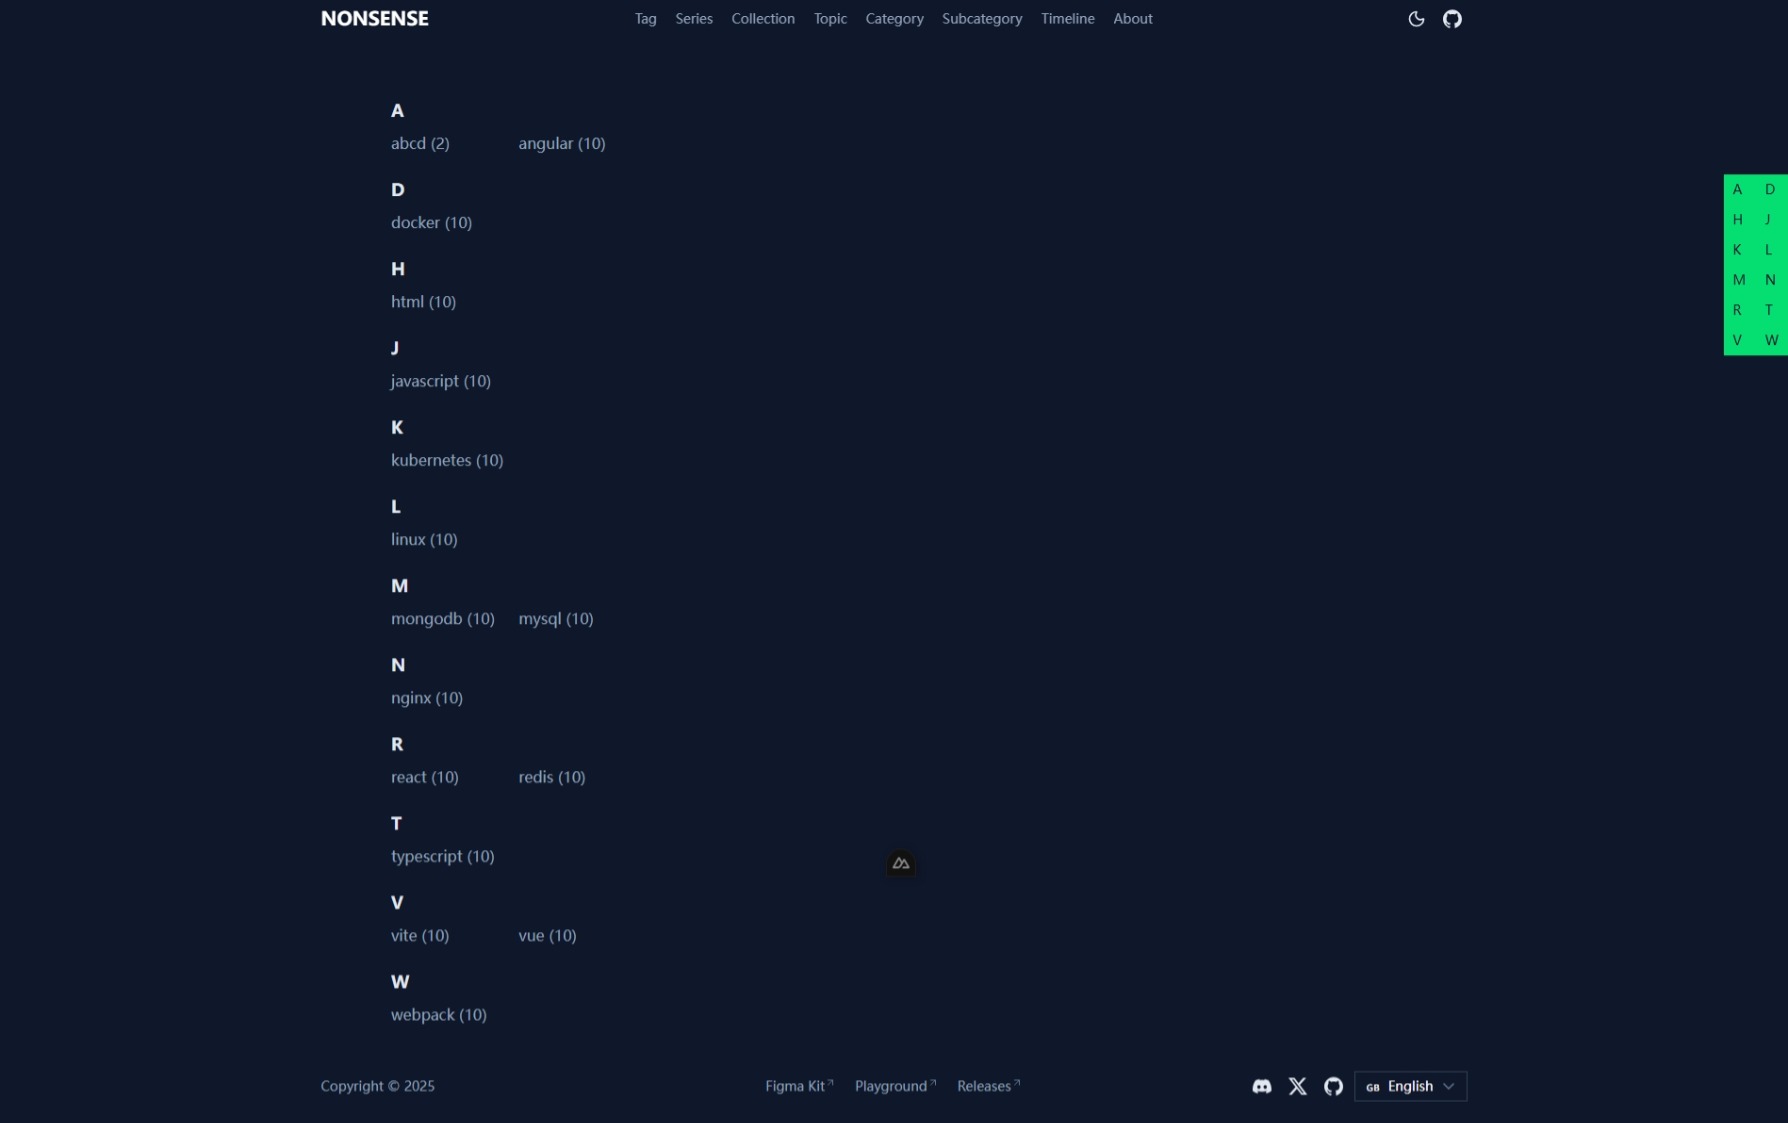 NONSENSE
Tag Series Collection Topic Category Subcategory Timeline About
A
abcd (2) angular (10)
D
docker (10)
H
html (10)
J
javascript (10)
K
kubernetes (10)
L
linux (10)
M
mongodb (10) mysql (10)
N
nginx (10)
R
react (10) redis (10)
T
typescript (10)
V
vite (10) vue (10)
W
webpack (10)
A D
H J
K L
M N
R T
V W
Copyright © 2025
Figma Kit Playground Releases
GB English